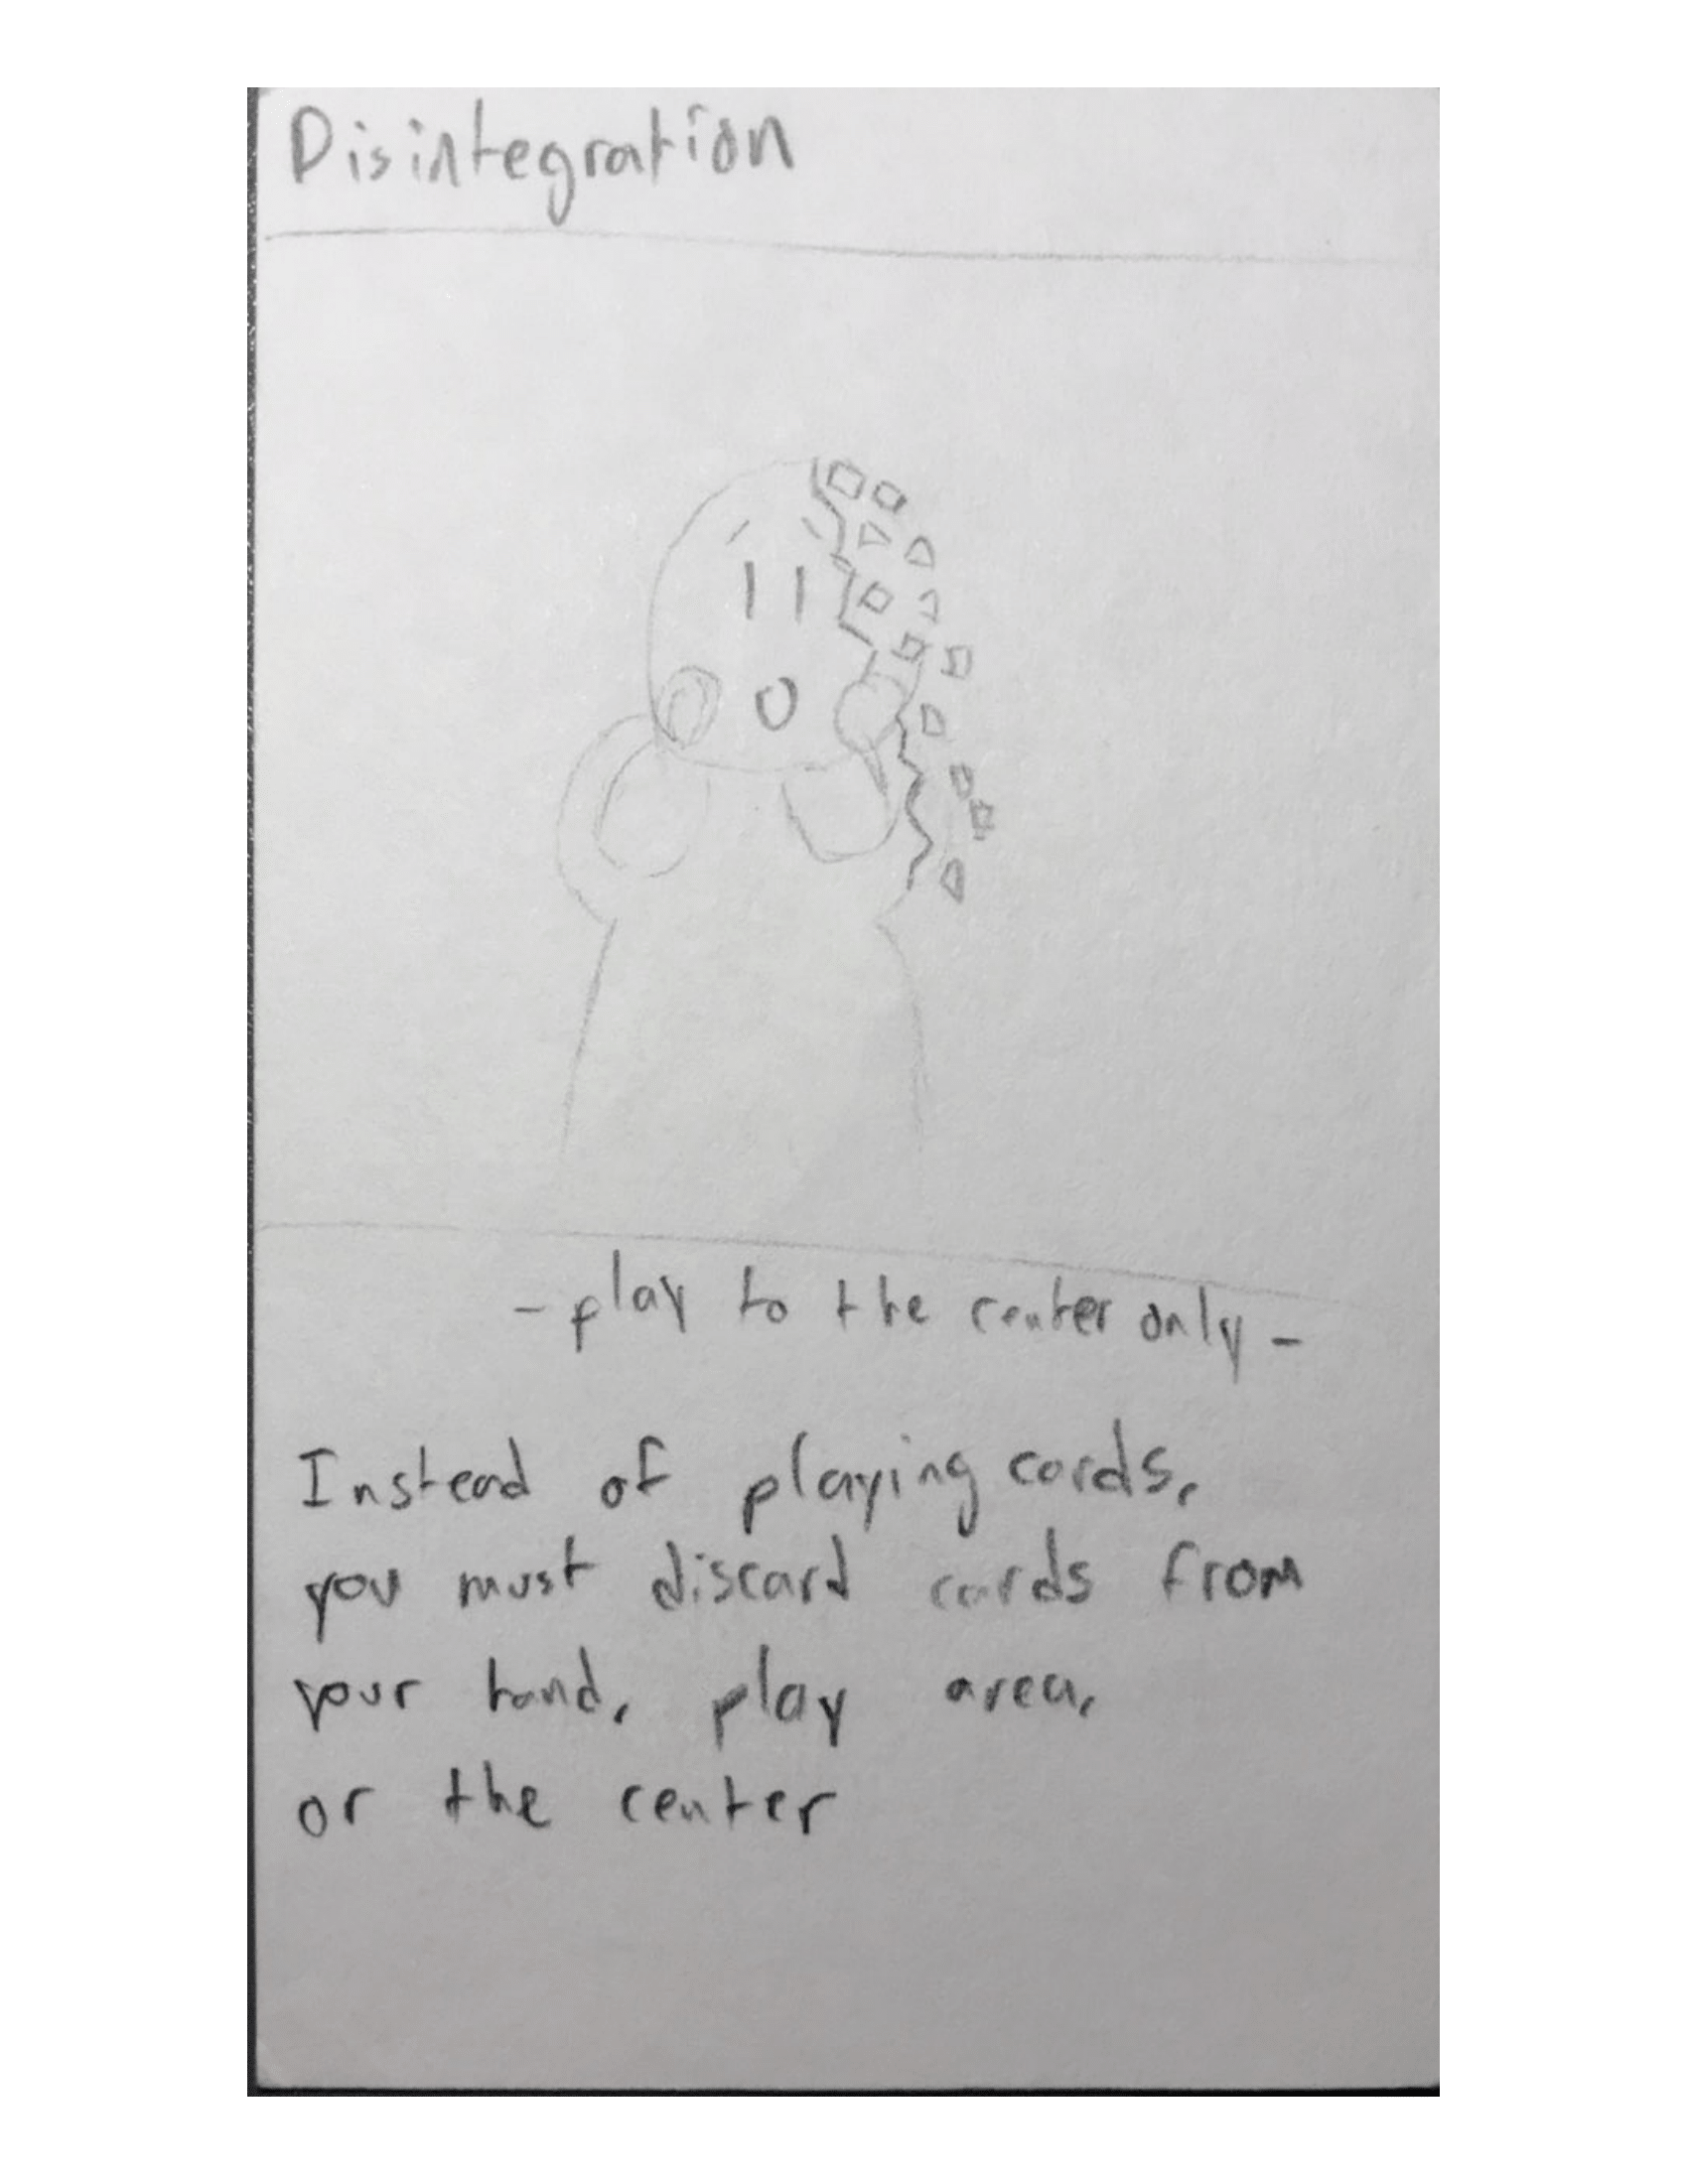 Disintegration
- play to the center only -
Instead of playing cards,
you must discard cards from
your hand, play area,
or the center